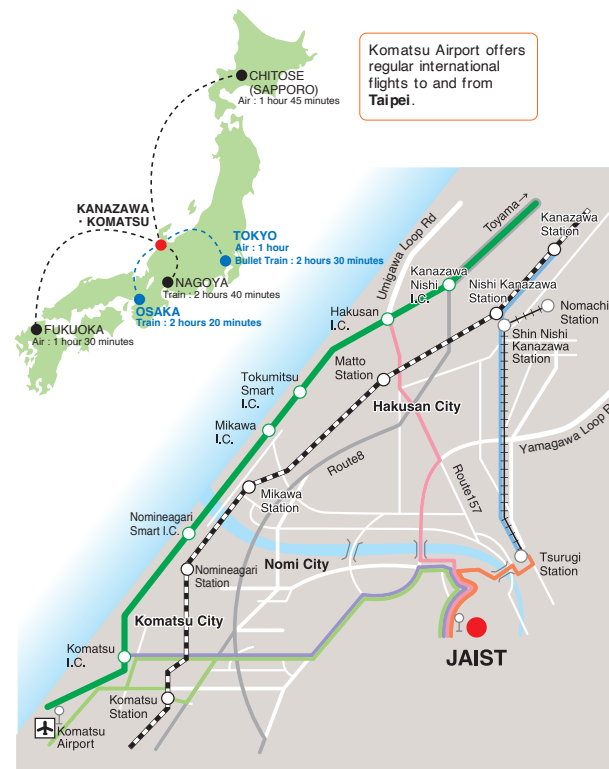 CHITOSE
(SAPPORO)
Air : 1 hour 45 minutes
Komatsu Airport offers
regular international
flights to and from
Taipei.
KANAZAWA
· KOMATSU
TOKYO
Air : 1 hour
Bullet Train : 2 hours 30 minutes
NAGOYA
Train : 2 hours 40 minutes
OSAKA
Train : 2 hours 20 minutes
FUKUOKA
Air : 1 hour 30 minutes
Toyama→
Umigawa Loop Rd
Kanazawa
Station
Kanazawa
Nishi
I.C.
Nishi Kanazawa
Station
Nomachi
Station
Hakusan
I.C.
Shin Nishi
Kanazawa
Station
Matto
Station
Tokumitsu
Smart
I.C.
Hakusan City
Mikawa
I.C.
Yamagawa Loop R
Route8
Route157
Mikawa
Station
Nomineagari
Smart I.C.
Nomi City
Tsurugi
Station
Nomineagari
Station
Komatsu City
Komatsu
I.C.
JAIST
Komatsu
Station
Komatsu
Airport